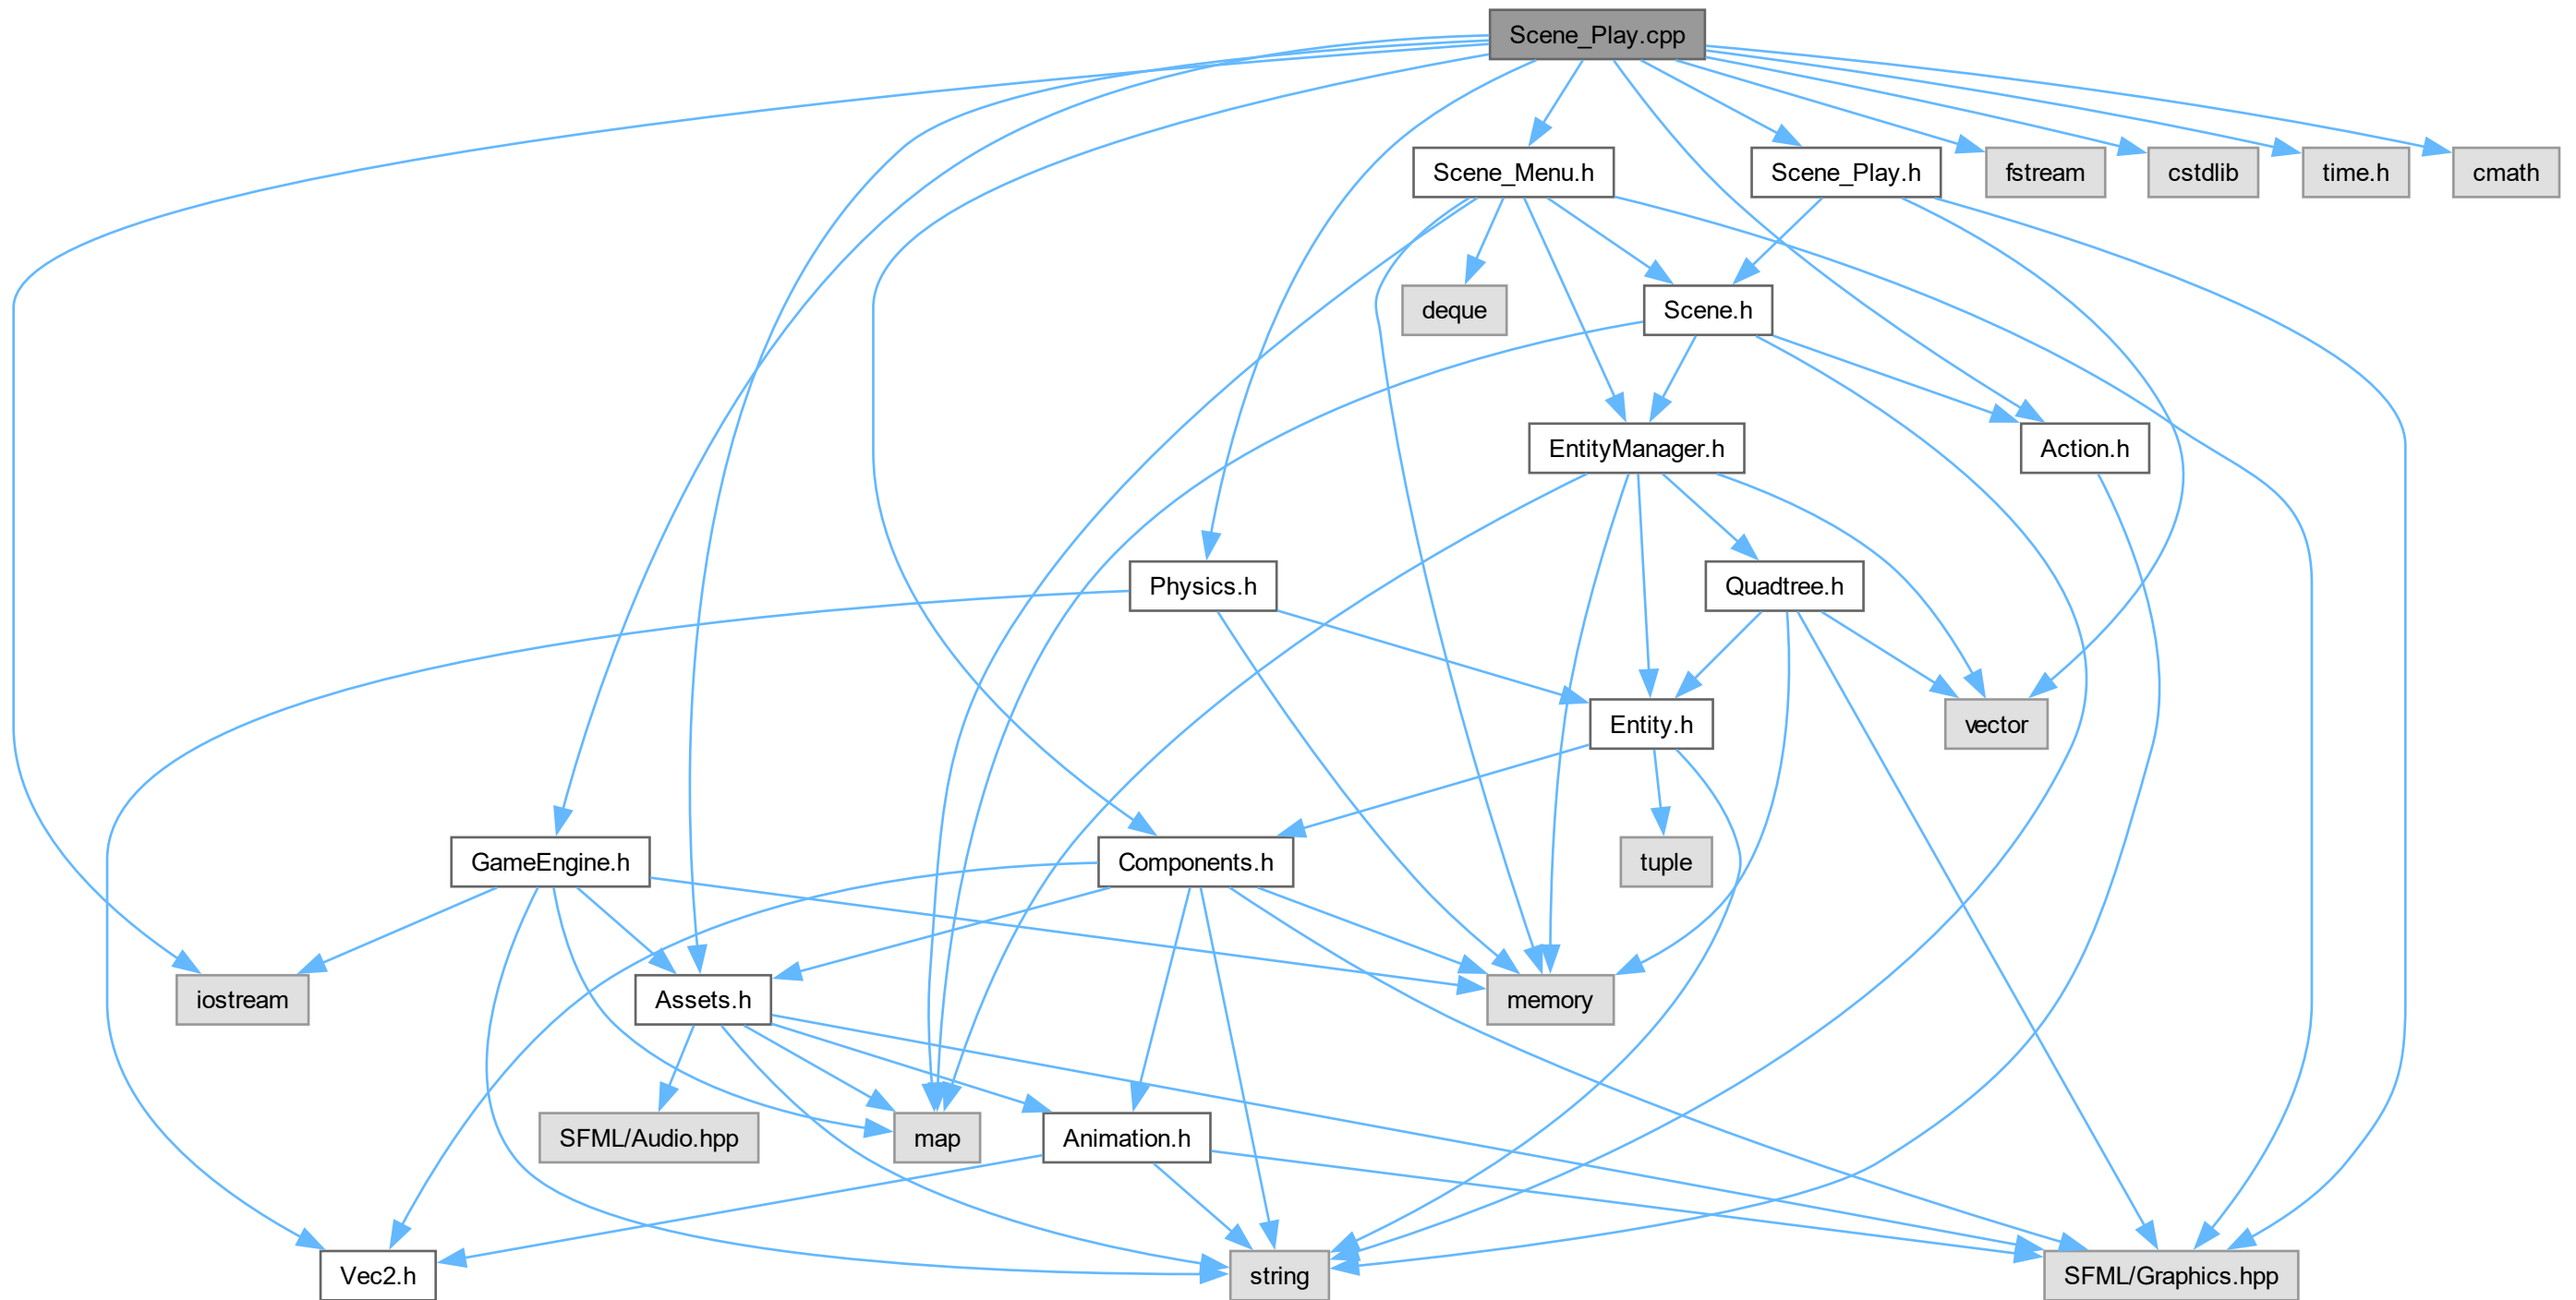 Scene_Play.cpp
Scene_Menu.h
Scene_Play.h
fstream
cstdlib
time.h
cmath
deque
Scene.h
EntityManager.h
Action.h
Physics.h
Quadtree.h
Entity.h
vector
GameEngine.h
Components.h
tuple
iostream
Assets.h
memory
SFML/Audio.hpp
map
Animation.h
Vec2.h
string
SFML/Graphics.hpp